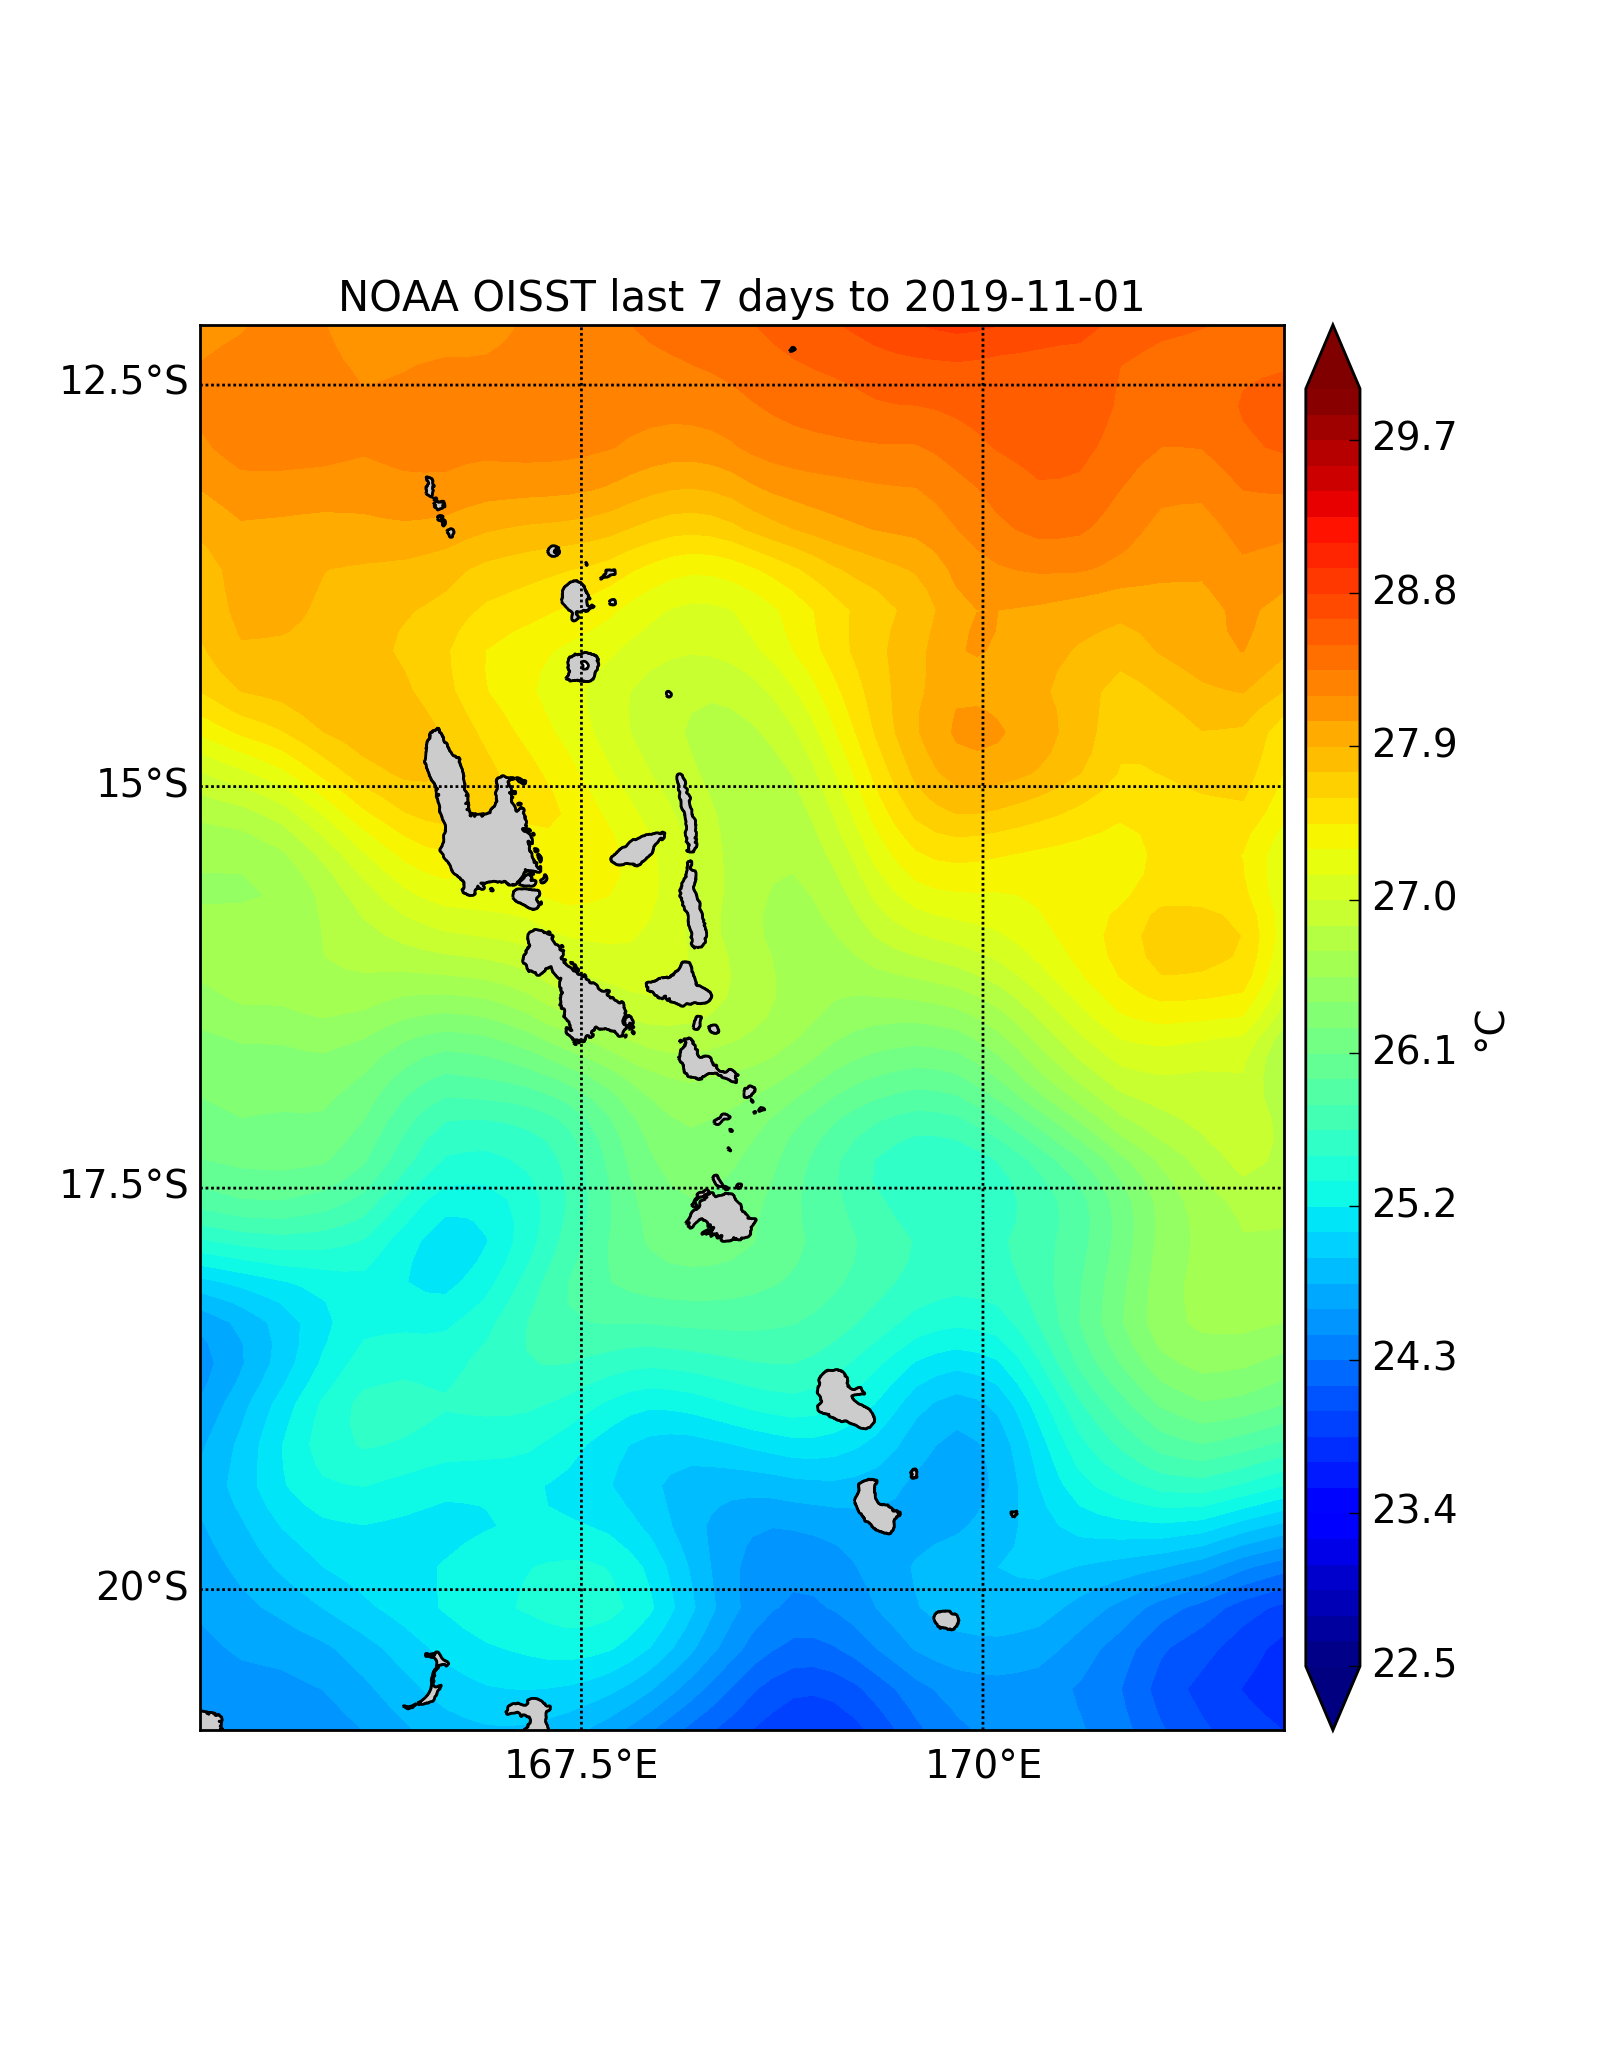 NOAA OISST last 7 days to 2019-11-01
12.5°S
15°S
17.5°S
20°S
167.5°E
170°E
29.7
28.8
27.9
27.0
26.1
25.2
24.3
23.4
22.5
°C